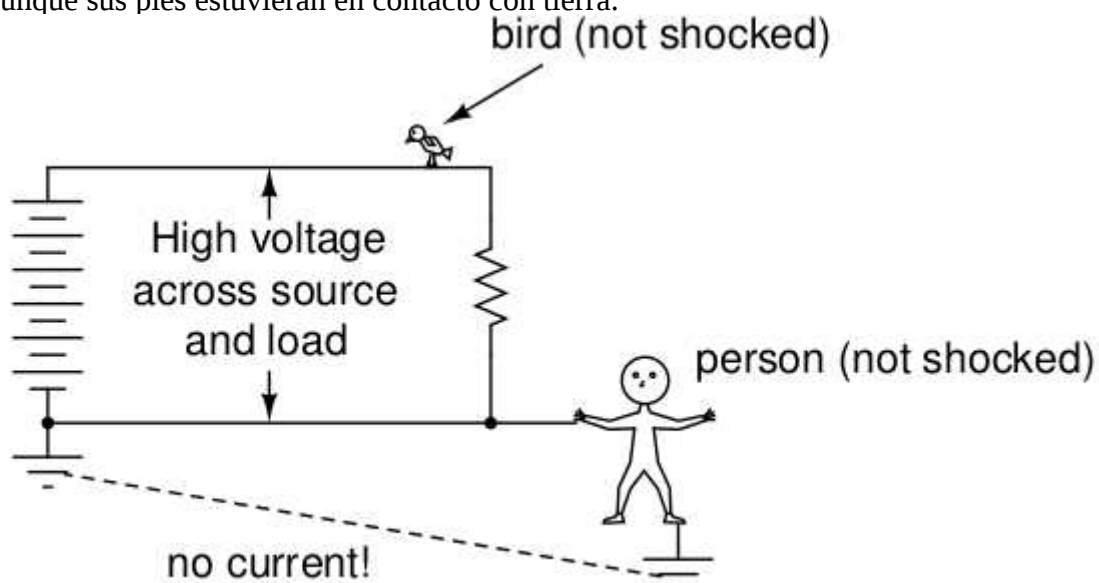 sus pies estuvieran en contacto con tierra.
bird (not shocked)
High voltage
across source
and load
person (not shocked)
no current!